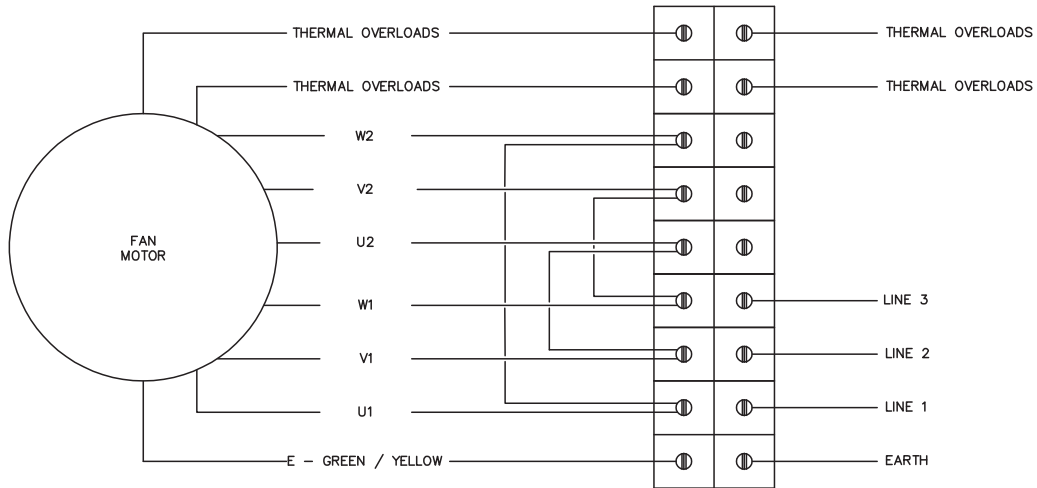 THERMAL OVERLOADS
THERMAL OVERLOADS
THERMAL OVERLOADS
THERMAL OVERLOADS
W2
V2
U2
FAN
MOTOR
W1
LINE 3
V1
LINE 2
U1
LINE 1
E - GREEN / YELLOW
EARTH